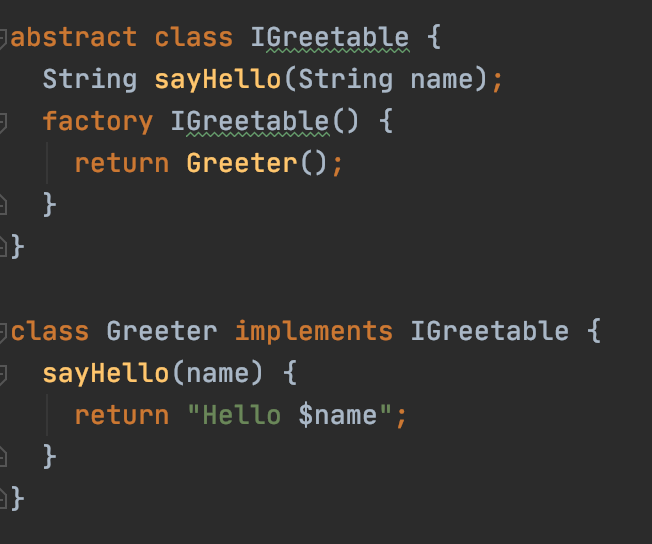 abstract class IGreetable {
  String sayHello(String name);
  factory IGreetable() {
    return Greeter();
  }
}

class Greeter implements IGreetable {
  sayHello(name) {
    return "Hello $name";
  }
}